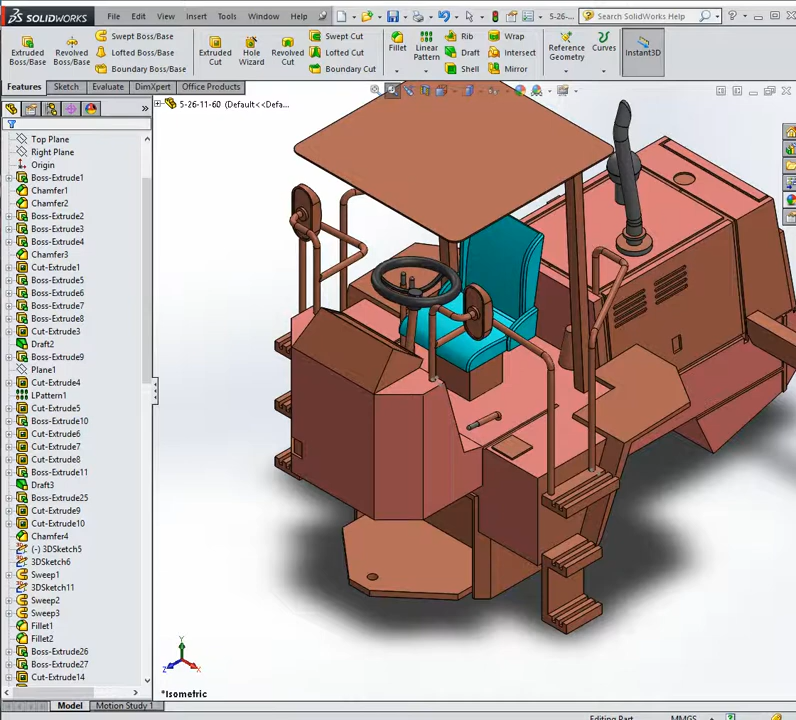 SOLIDWORKS File Edit View Insert Tools Window Help 5-26-... Search SolidWorks Help
Extruded Boss/Base
Revolved Boss/Base
Swept Boss/Base
Lofted Boss/Base
Boundary Boss/Base
Extruded Cut
Hole Wizard
Revolved Cut
Swept Cut
Lofted Cut
Boundary Cut
Fillet
Linear Pattern
Rib
Draft
Shell
Wrap
Intersect
Mirror
Reference Geometry
Curves
Instant3D
Features Sketch Evaluate DimXpert Office Products
5-26-11-60 (Default<<Defa...
Top Plane
Right Plane
Origin
Boss-Extrude1
Chamfer1
Chamfer2
Boss-Extrude2
Boss-Extrude3
Boss-Extrude4
Chamfer3
Cut-Extrude1
Boss-Extrude5
Boss-Extrude6
Boss-Extrude7
Boss-Extrude8
Cut-Extrude3
Draft2
Boss-Extrude9
Plane1
Cut-Extrude4
LPattern1
Cut-Extrude5
Boss-Extrude10
Cut-Extrude6
Cut-Extrude7
Cut-Extrude8
Boss-Extrude11
Draft3
Boss-Extrude25
Cut-Extrude9
Cut-Extrude10
Chamfer4
(-) 3DSketch5
3DSketch6
Sweep1
3DSketch11
Sweep2
Sweep3
Fillet1
Fillet2
Boss-Extrude26
Boss-Extrude27
Cut-Extrude14
Y
Z X
*Isometric
Model Motion Study 1
Editing Part MMGS